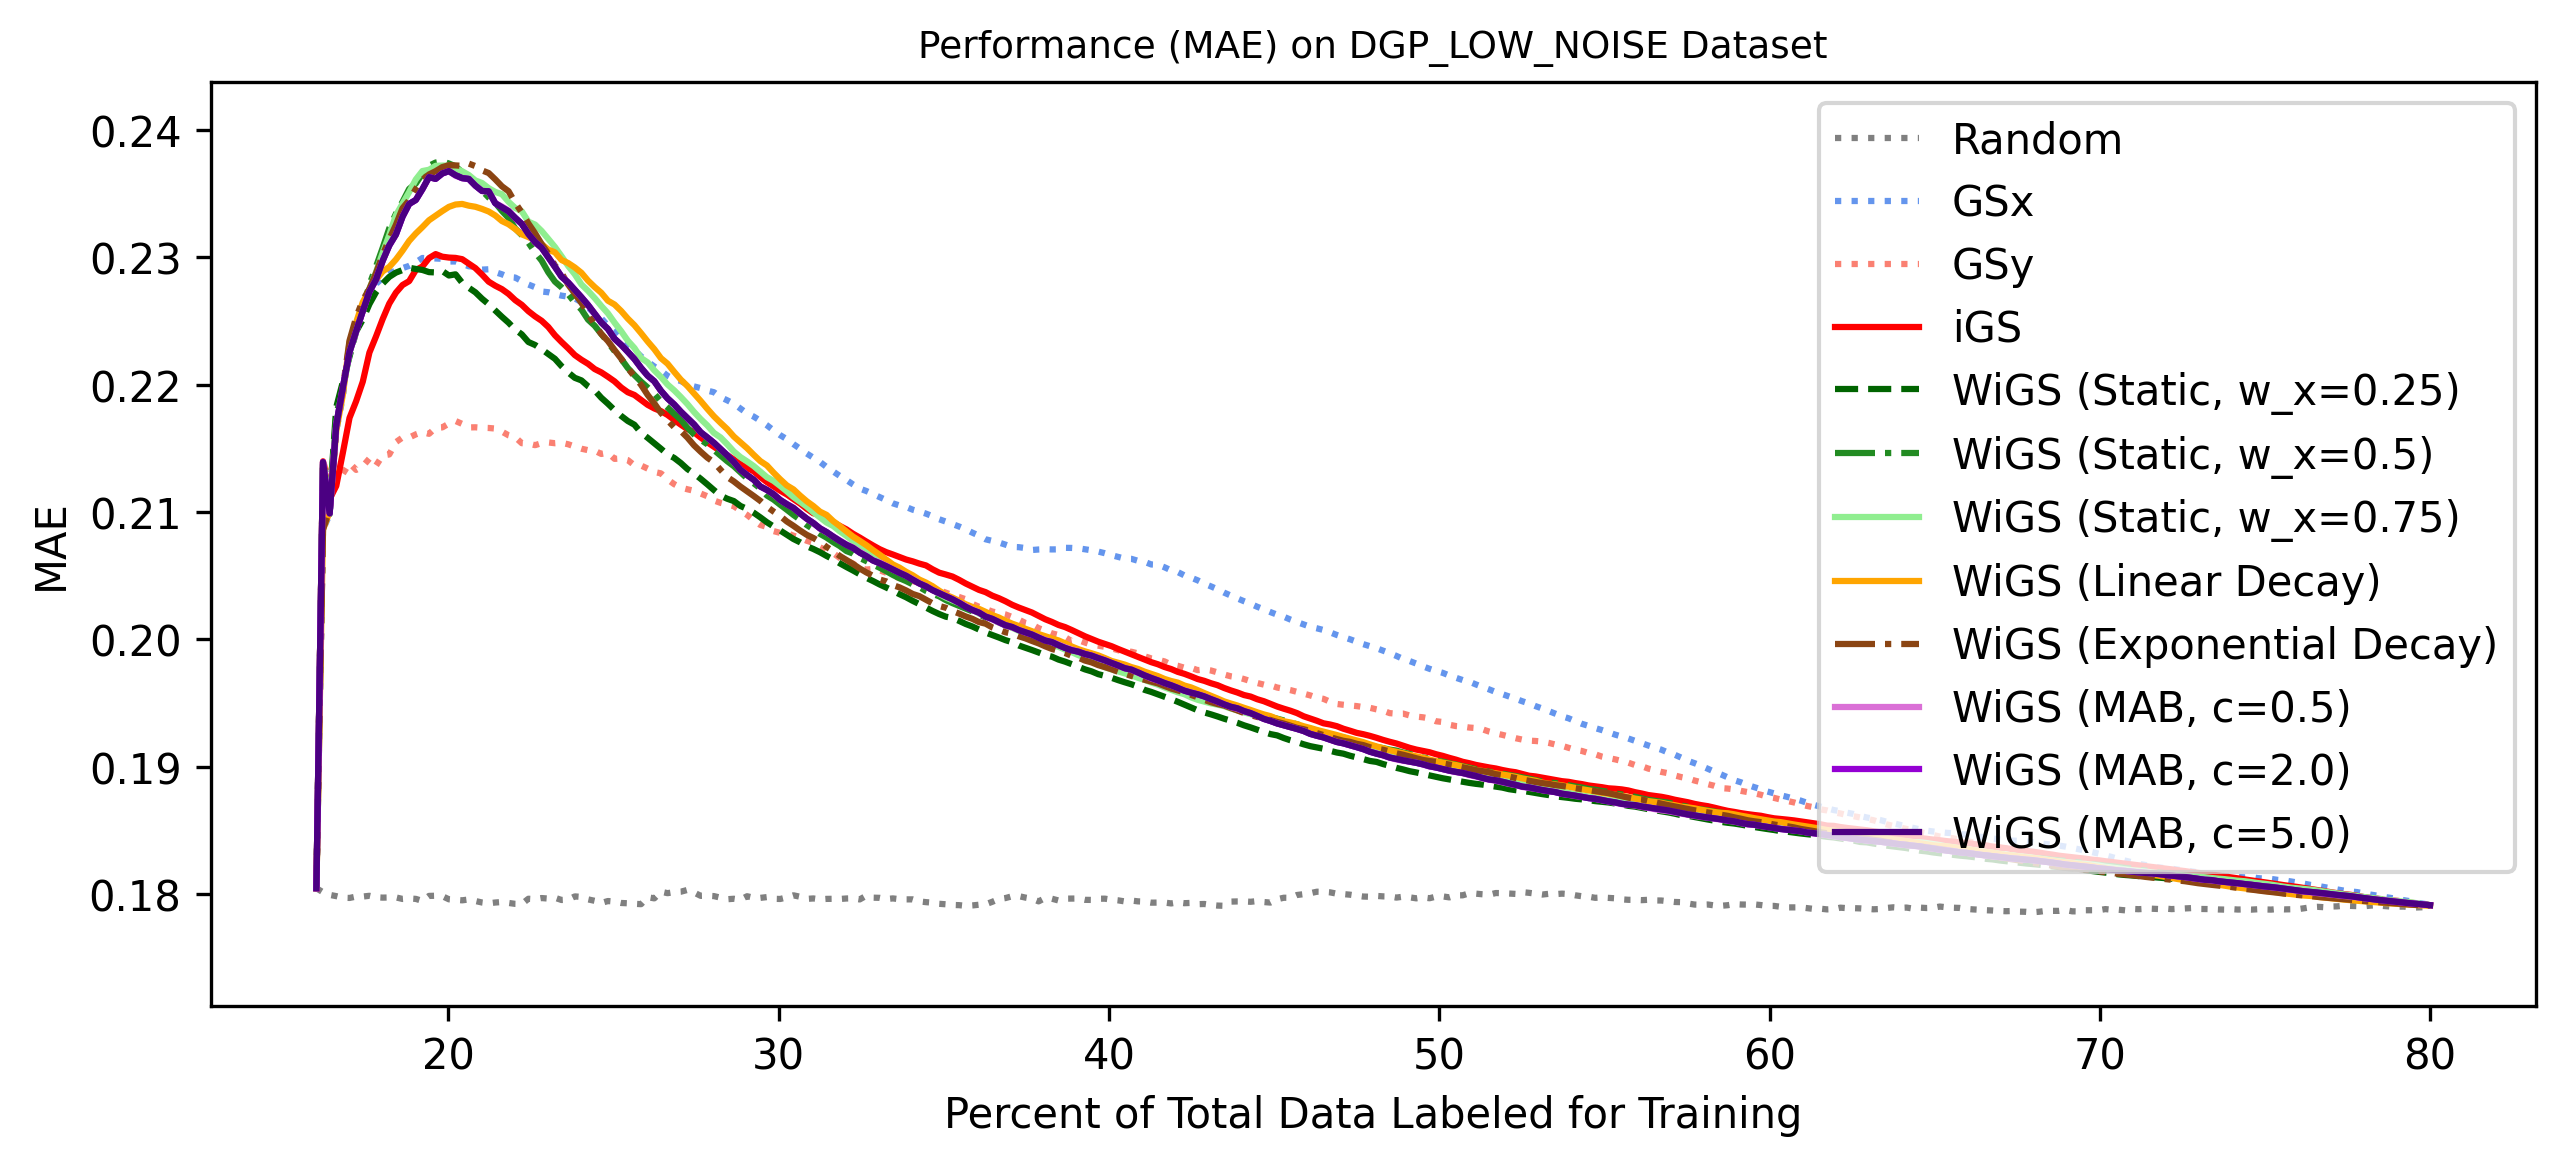 Performance (MAE) on DGP_LOW_NOISE Dataset
MAE
0.24
0.23
0.22
0.21
0.20
0.19
0.18
Random
GSx
GSy
iGS
WiGS (Static, w_x=0.25)
WiGS (Static, w_x=0.5)
WiGS (Static, w_x=0.75)
WiGS (Linear Decay)
WiGS (Exponential Decay)
WiGS (MAB, c=0.5)
WiGS (MAB, c=2.0)
WiGS (MAB, c=5.0)
20 30 40 50 60 70 80
Percent of Total Data Labeled for Training